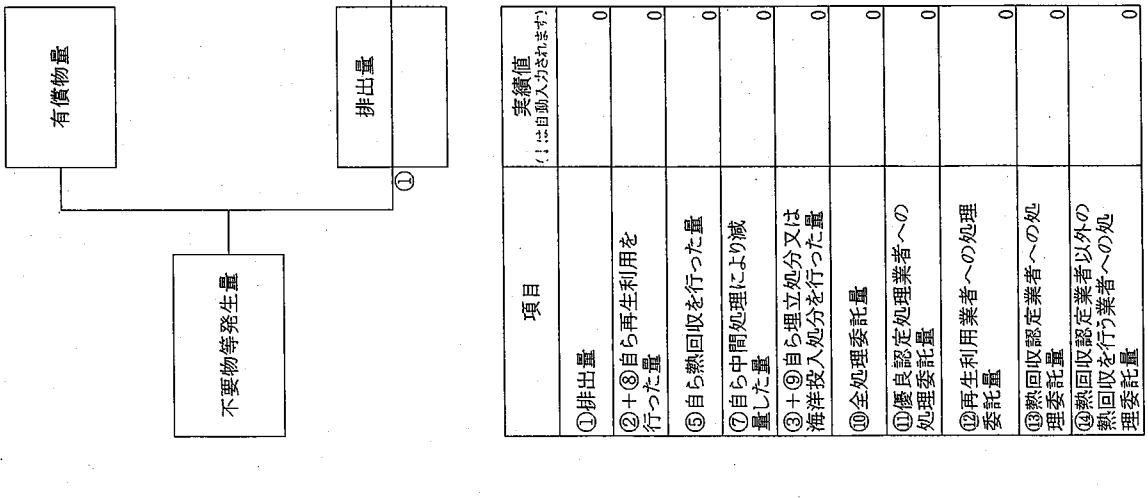 有償物量
不要物等発生量
排出量
①
項目
実績値
は自動入力されます)
①排出量
0
②+⑧自ら再生利用を
行った量
0
⑤自ら熱回収を行った量
0
⑦自ら中間処理により減
量した量
0
③+⑨自ら埋立処分又は
海洋投入処分を行った量
0
⑩全処理委託量
0
⑪優良認定処理業者への
処理委託量
0
⑫再生利用業者への処理
委託量
0
⑬熱回収認定業者への処
理委託量
0
⑭熱回収認定業者以外の
熱回収を行う業者への処
理委託量
0